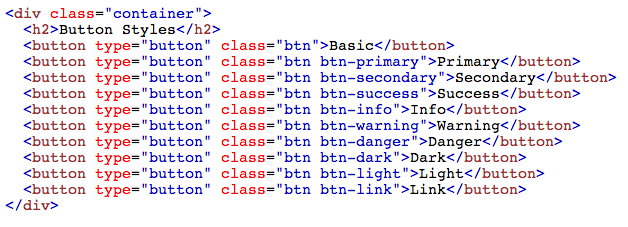 <div class="container">
  <h2>Button Styles</h2>
  <button type="button" class="btn">Basic</button>
  <button type="button" class="btn btn-primary">Primary</button>
  <button type="button" class="btn btn-secondary">Secondary</button>
  <button type="button" class="btn btn-success">Success</button>
  <button type="button" class="btn btn-info">Info</button>
  <button type="button" class="btn btn-warning">Warning</button>
  <button type="button" class="btn btn-danger">Danger</button>
  <button type="button" class="btn btn-dark">Dark</button>
  <button type="button" class="btn btn-light">Light</button>
  <button type="button" class="btn btn-link">Link</button>
</div>